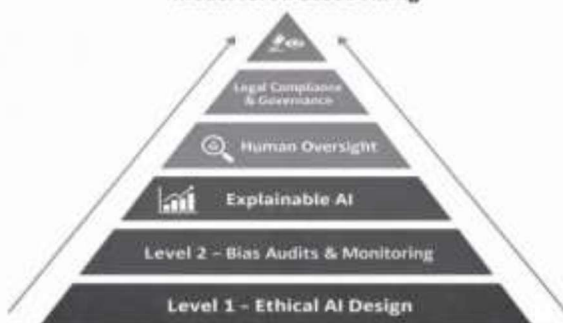 Legal Compliance
& Governance
Human Oversight
Explainable AI
Level 2 – Bias Audits & Monitoring
Level 1 – Ethical AI Design